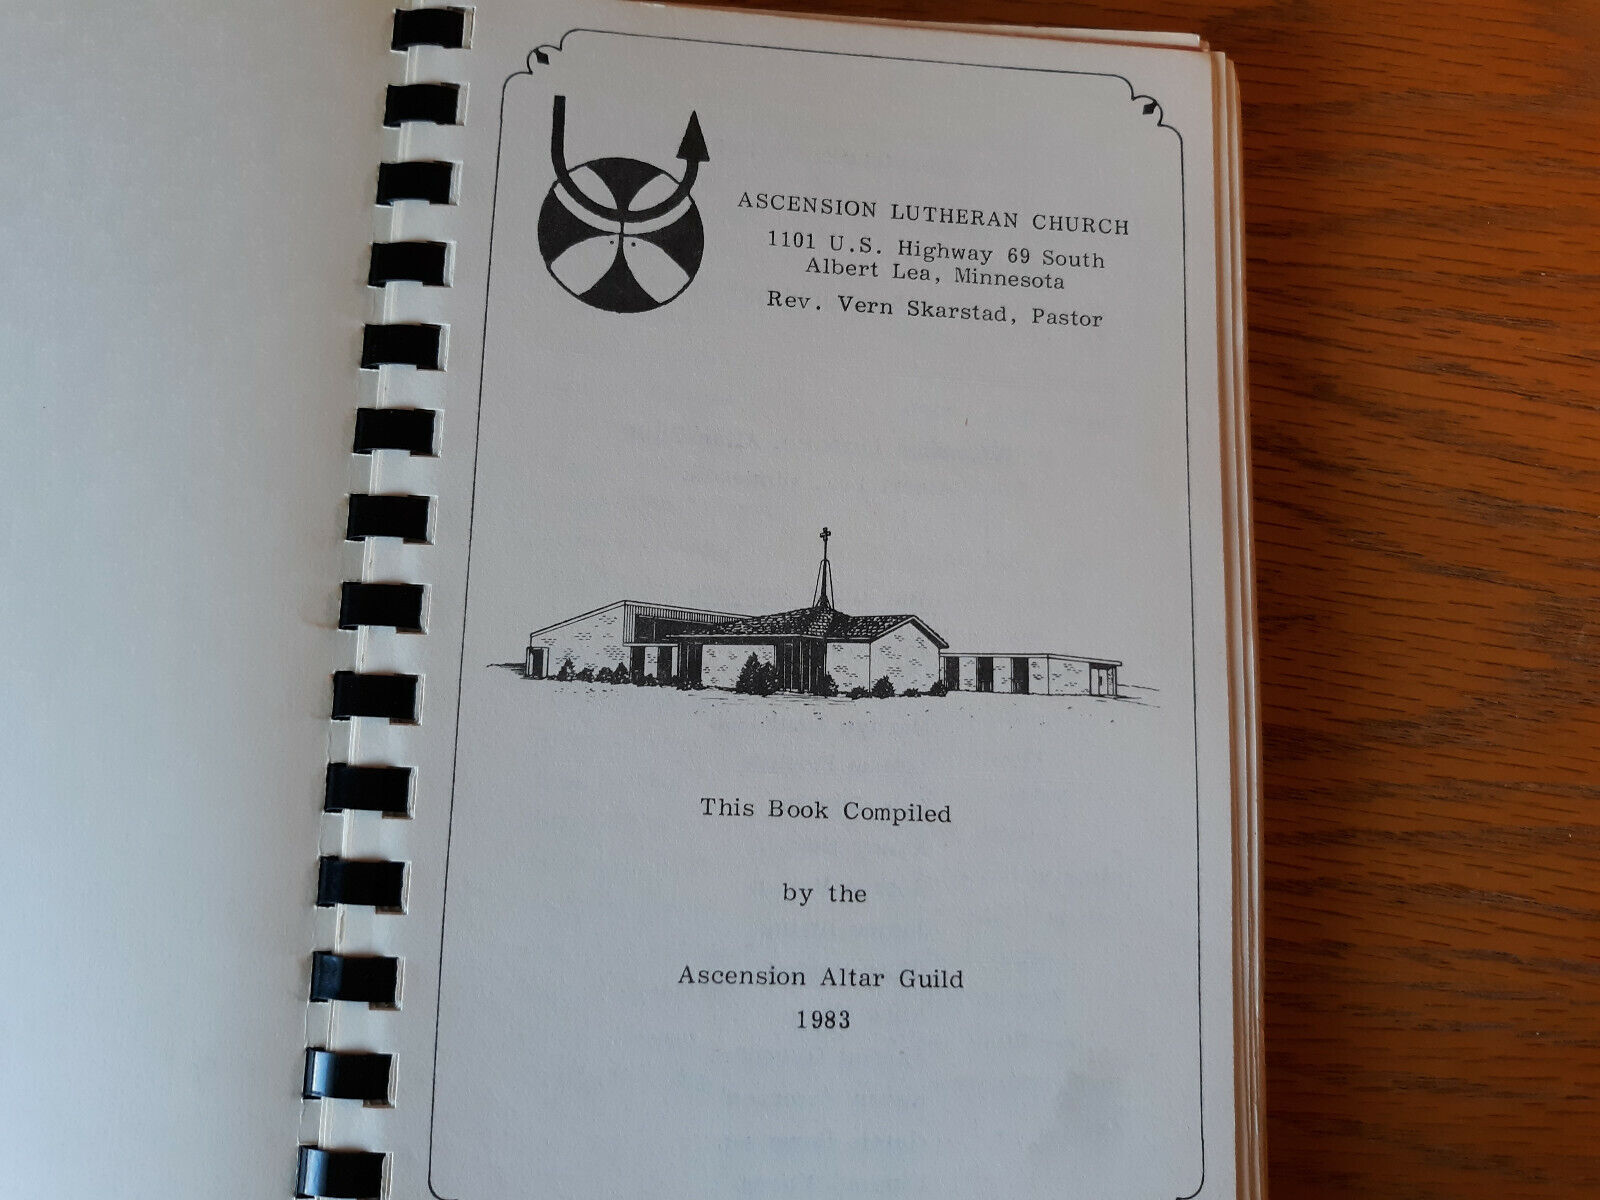 ASCENSION LUTHERAN CHURCH
1101 U.S. Highway 69 South
Albert Lea, Minnesota
Rev. Vern Skarstad, Pastor
This Book Compiled
by the
Ascension Altar Guild
1983